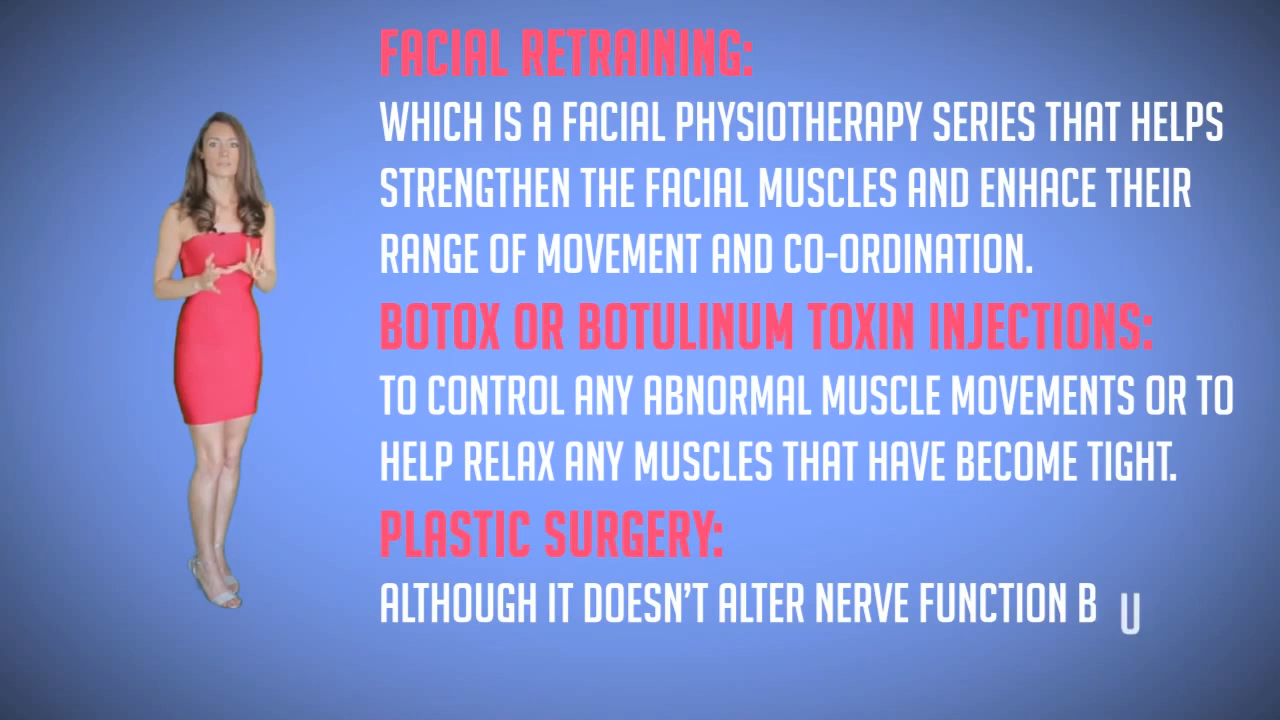 FACIAL RETRAINING:
WHICH IS A FACIAL PHYSIOTHERAPY SERIES THAT HELPS
STRENGTHEN THE FACIAL MUSCLES AND ENHACE THEIR
RANGE OF MOVEMENT AND CO-ORDINATION.
BOTOX OR BOTULINUM TOXIN INJECTIONS:
TO CONTROL ANY ABNORMAL MUSCLE MOVEMENTS OR TO
HELP RELAX ANY MUSCLES THAT HAVE BECOME TIGHT.
PLASTIC SURGERY:
ALTHOUGH IT DOESN'T ALTER NERVE FUNCTION B U